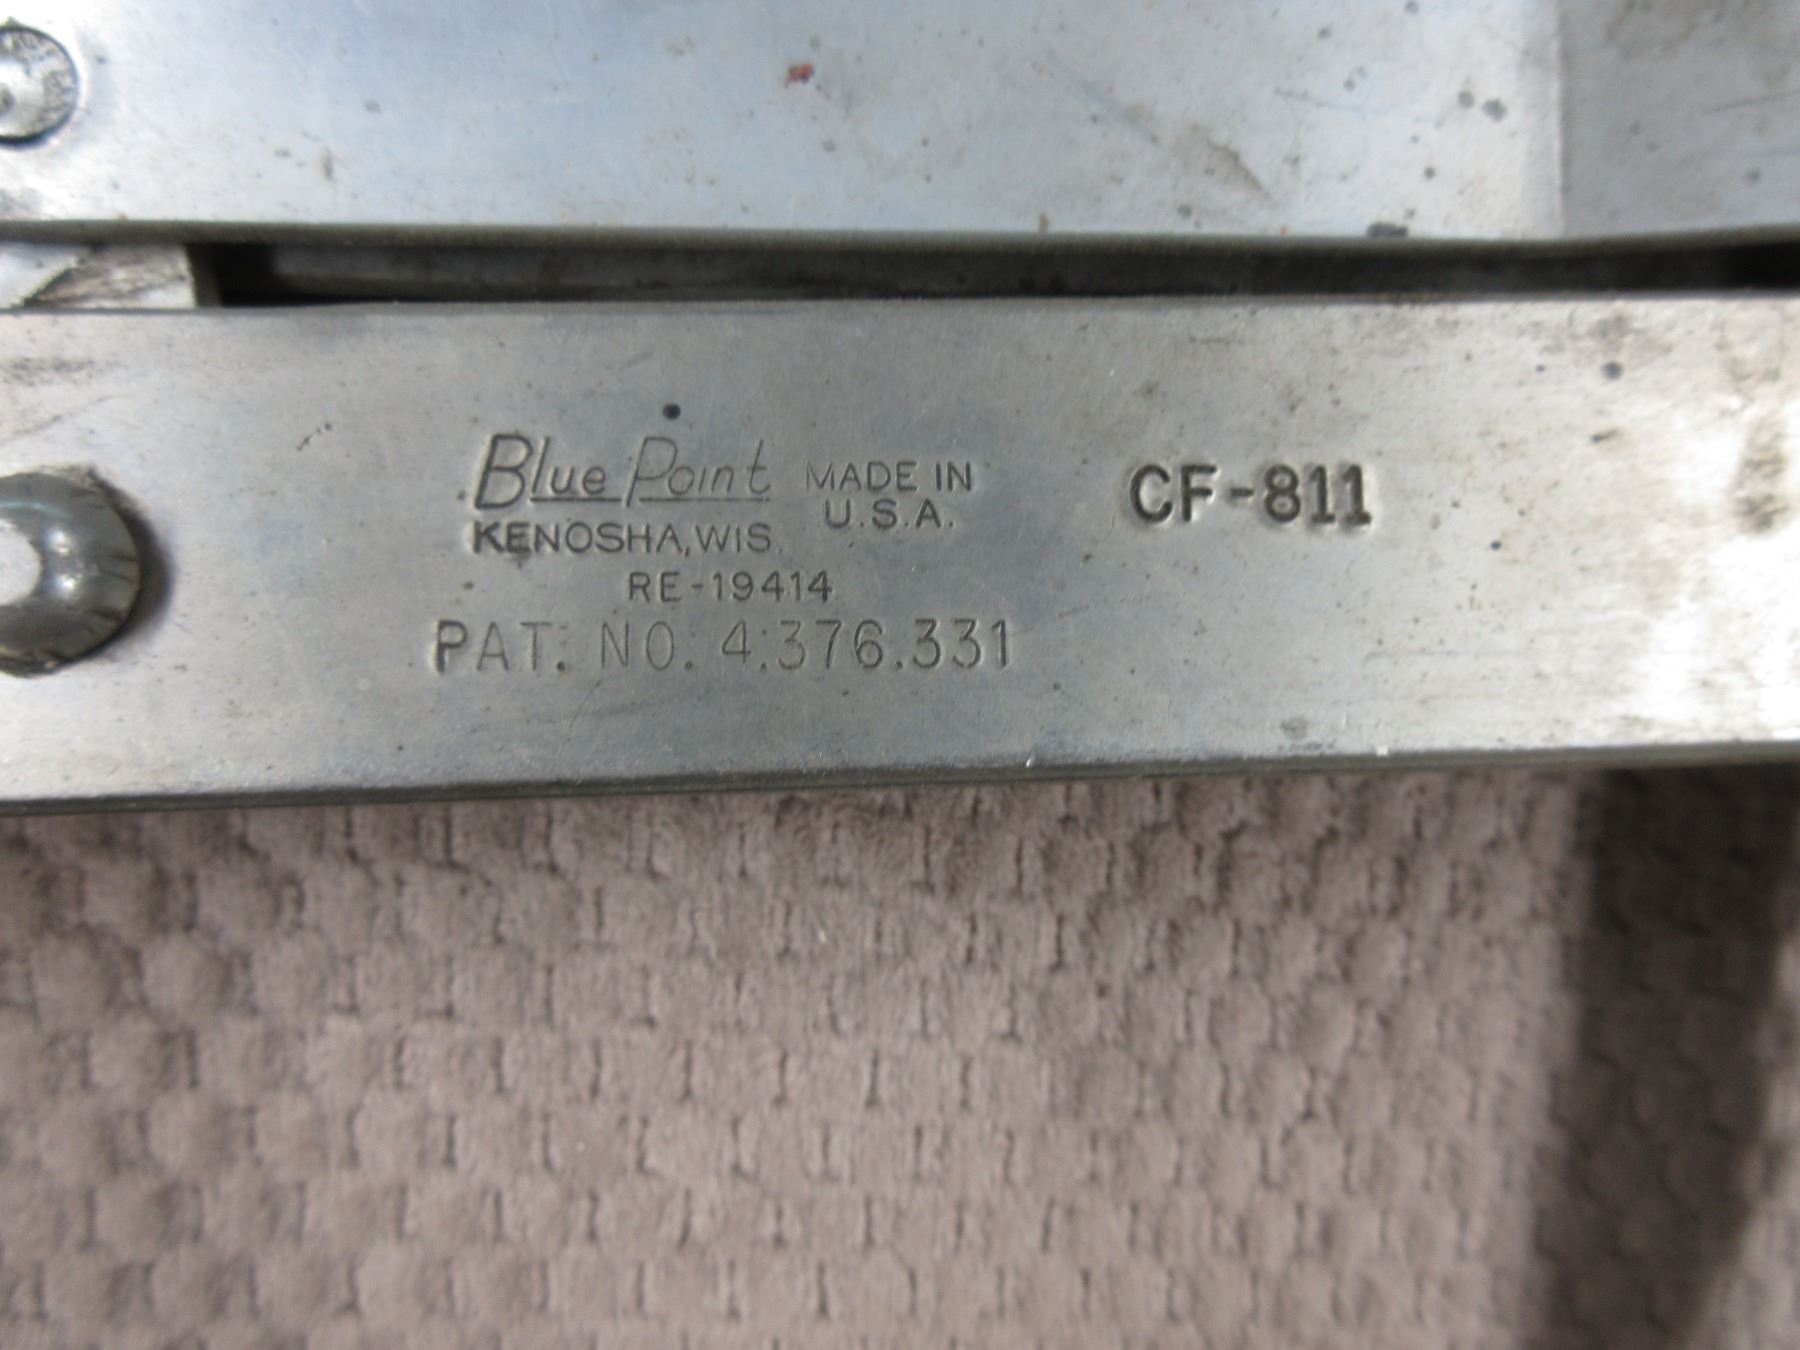 Blue Point MADE IN
KENOSHA, WIS. U.S.A.
CF-811
RE-19414
PAT. NO. 4.376.331